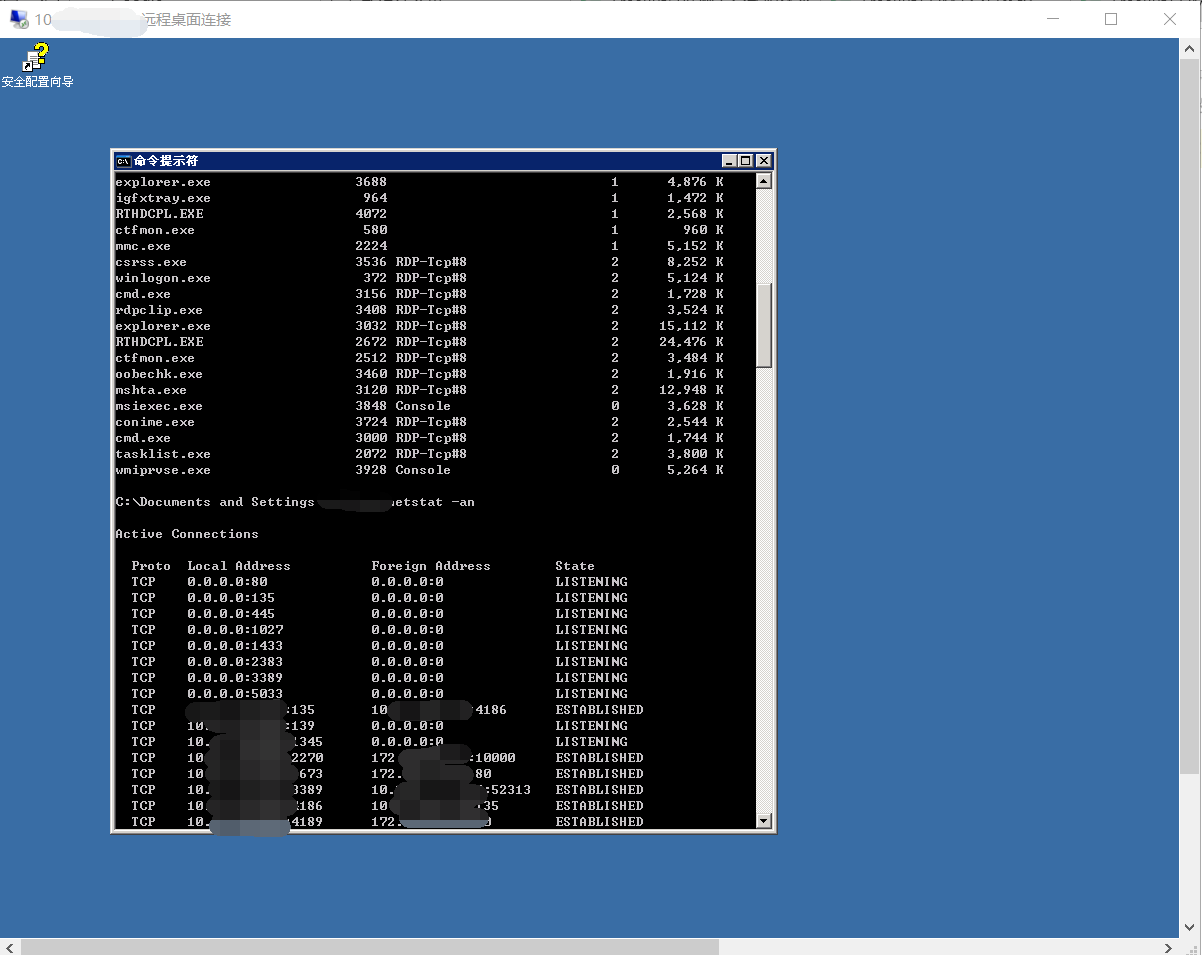 10 远程桌面连接
安全配置向导
命令提示符
explorer.exe 3688 1 4,876 K
igfxtray.exe 964 1 1,472 K
RTHDCPL.EXE 4072 1 2,568 K
ctfmon.exe 580 1 960 K
mmc.exe 2224 1 5,152 K
csrss.exe 3536 RDP-Tcp#8 2 8,252 K
winlogon.exe 372 RDP-Tcp#8 2 5,124 K
cmd.exe 3156 RDP-Tcp#8 2 1,728 K
rdpclip.exe 3408 RDP-Tcp#8 2 3,524 K
explorer.exe 3032 RDP-Tcp#8 2 15,112 K
RTHDCPL.EXE 2672 RDP-Tcp#8 2 24,476 K
ctfmon.exe 2512 RDP-Tcp#8 2 3,484 K
oobechk.exe 3460 RDP-Tcp#8 2 1,916 K
mshta.exe 3120 RDP-Tcp#8 2 12,948 K
msiexec.exe 3848 Console 0 3,628 K
conime.exe 3724 RDP-Tcp#8 2 2,544 K
cmd.exe 3000 RDP-Tcp#8 2 1,744 K
tasklist.exe 2072 RDP-Tcp#8 2 3,800 K
wmiprvse.exe 3928 Console 0 5,264 K
C:\Documents and Settings etstat -an
Active Connections
Proto Local Address Foreign Address State
TCP 0.0.0.0:80 0.0.0.0:0 LISTENING
TCP 0.0.0.0:135 0.0.0.0:0 LISTENING
TCP 0.0.0.0:445 0.0.0.0:0 LISTENING
TCP 0.0.0.0:1027 0.0.0.0:0 LISTENING
TCP 0.0.0.0:1433 0.0.0.0:0 LISTENING
TCP 0.0.0.0:2383 0.0.0.0:0 LISTENING
TCP 0.0.0.0:3389 0.0.0.0:0 LISTENING
TCP 0.0.0.0:5033 0.0.0.0:0 LISTENING
TCP :135 10 :4186 ESTABLISHED
TCP 10. :139 0.0.0.0:0 LISTENING
TCP 10. 1345 0.0.0.0:0 LISTENING
TCP 10 2270 172. :10000 ESTABLISHED
TCP 10 673 172. 80 ESTABLISHED
TCP 10. 3389 10. :52313 ESTABLISHED
TCP 10. 186 10 35 ESTABLISHED
TCP 10. 4189 172. ESTABLISHED